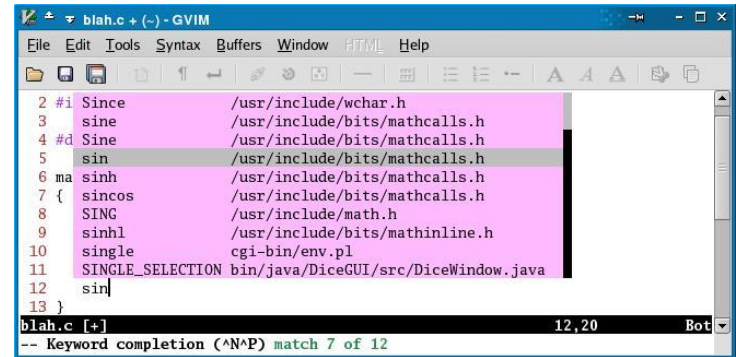 blah.c + (~) - GVIM
File Edit Tools Syntax Buffers Window HTML Help
2 #i Since /usr/include/wchar.h
3 sine /usr/include/bits/mathcalls.h
4 #d Sine /usr/include/bits/mathcalls.h
5 sin /usr/include/bits/mathcalls.h
6 ma sinh /usr/include/bits/mathcalls.h
7 { sincos /usr/include/bits/mathcalls.h
8 SING /usr/include/math.h
9 sinhl /usr/include/bits/mathinline.h
10 single cgi-bin/env.pl
11 SINGLE_SELECTION bin/java/DiceGUI/src/DiceWindow.java
12 sin
13 }
blah.c [+] 12,20 Bot
-- Keyword completion (^N^P) match 7 of 12